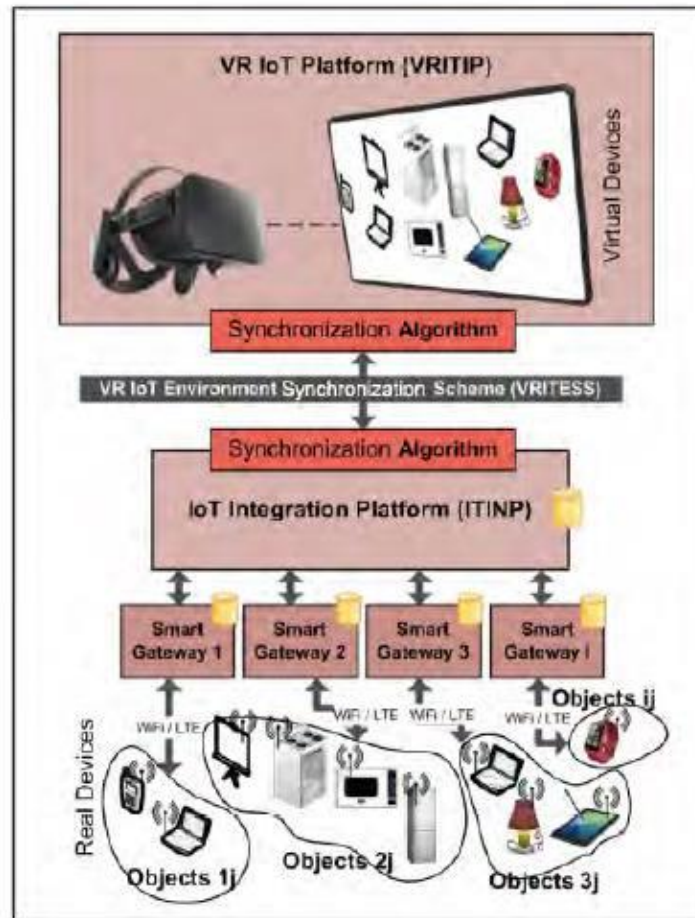 VR IoT Platform (VRITIP)
Virtual Devices
Synchronization Algorithm
VR IoT Environment Synchronization Scheme (VRITESS)
Synchronization Algorithm
IoT Integration Platform (ITINP)
Smart
Gateway 1
Smart
Gateway 2
Smart
Gateway 3
Smart
Gateway i
WiFi / LTE
WiFi / LTE
WiFi / LTE
WiFi / LTE
Objects ij
Real Devices
Objects 1j
Objects 2j
Objects 3j